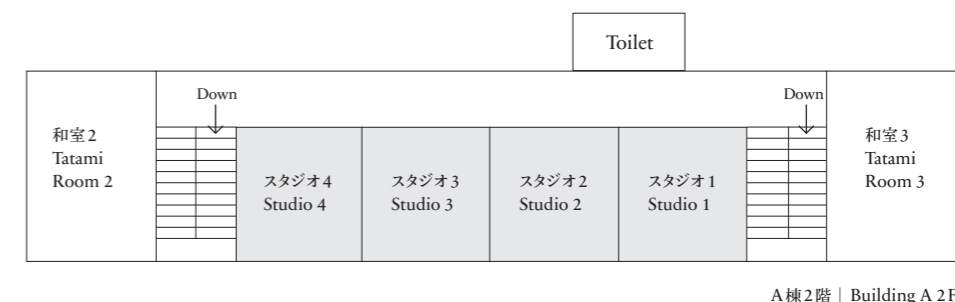 Toilet
Down
Down
和室2
Tatami
Room 2
スタジオ4
Studio 4
スタジオ3
Studio 3
スタジオ2
Studio 2
スタジオ1
Studio 1
和室3
Tatami
Room 3
A棟2階 | Building A 2F